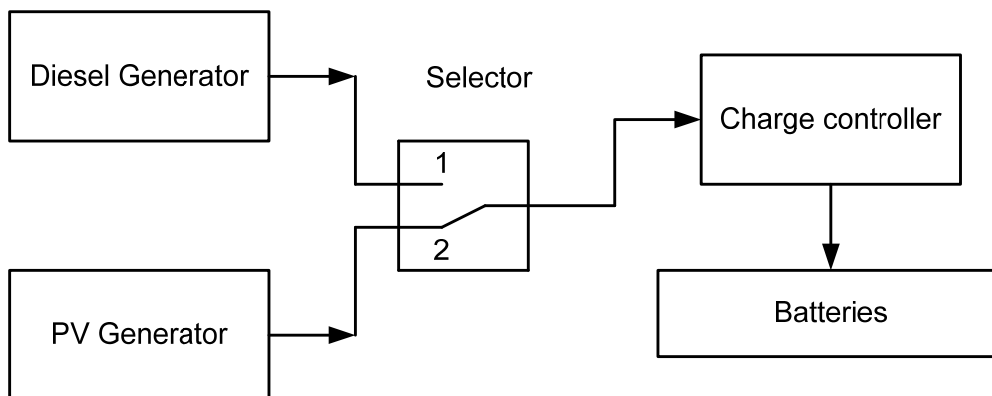 Diesel Generator
Selector
Charge controller
1
2
PV Generator
Batteries